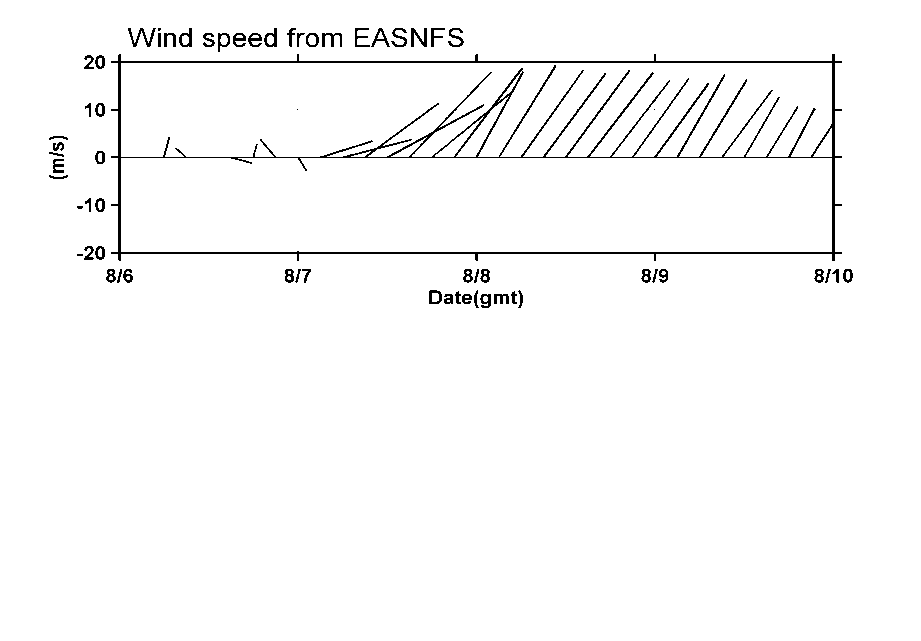 Wind speed from EASNFS
20
10
0
-10
-20
(m/s)
8/6 8/7 8/8 8/9 8/10
Date(gmt)